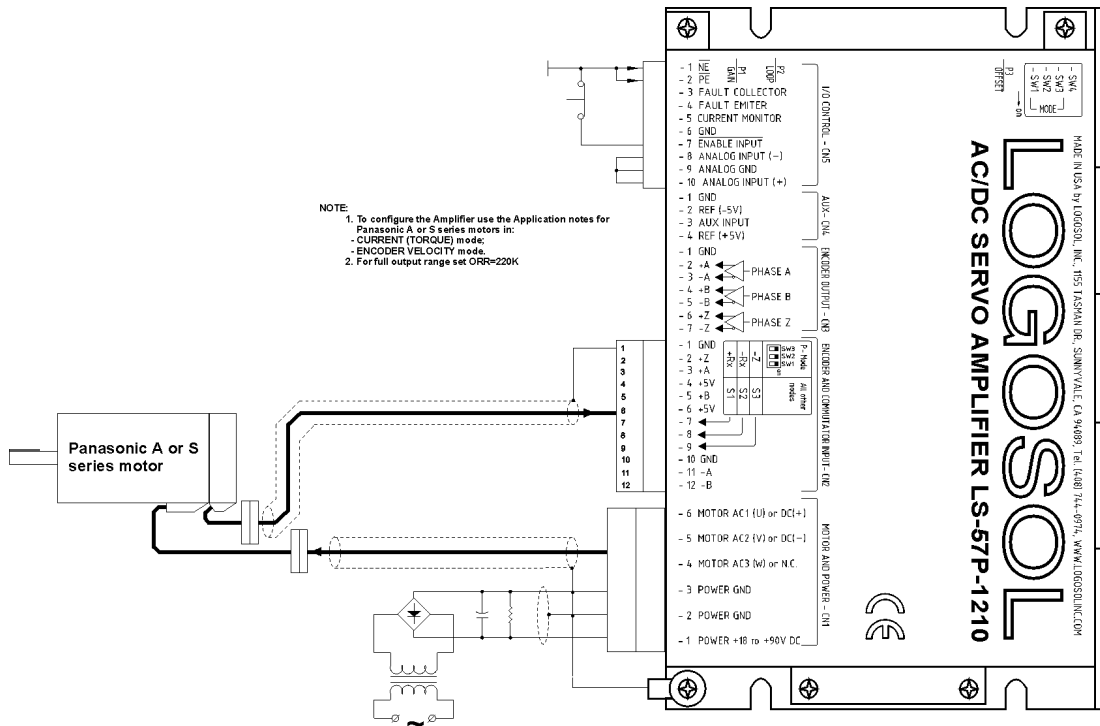 NOTE:
1. To configure the Amplifier use the Application notes for
Panasonic A or S series motors in:
- CURRENT (TORQUE) mode;
- ENCODER VELOCITY mode.
2. For full output range set ORR=220K
Panasonic A or S
series motor
~
1
2
3
4
5
6
7
8
9
10
11
12
- 1 NE
- 2 PE
- 3 FAULT COLLECTOR
- 4 FAULT EMITER
- 5 CURRENT MONITOR
- 6 GND
- 7 ENABLE INPUT
- 8 ANALOG INPUT (-)
- 9 ANALOG GND
- 10 ANALOG INPUT (+)
P1
GAIN
P2
LOOP
I/O CONTROL - CN5
- 1 GND
- 2 REF (-5V)
- 3 AUX INPUT
- 4 REF (+5V)
AUX- CN4
- 1 GND
- 2 +A
- 3 -A
- 4 +B
- 5 -B
- 6 +Z
- 7 -Z
PHASE A
PHASE B
PHASE Z
ENCODER OUTPUT - CN3
- 1 GND
- 2 +Z
- 3 +A
- 4 +5V
- 5 +B
- 6 +5V
- 7
- 8
- 9
- 10 GND
- 11 -A
- 12 -B
P- Mode
SW3
SW2
SW1
+Rx
-Rx
-Z
All other
modes
S1
S2
S3
ENCODER AND COMMUTATOR INPUT- CN2
- 6 MOTOR AC1 (U) or DC(+)
- 5 MOTOR AC2 (V) or DC(-)
- 4 MOTOR AC3 (W) or N.C.
- 3 POWER GND
- 2 POWER GND
- 1 POWER +18 to +90V DC
MOTOR AND POWER - CN1
P3
OFFSET
- SW4
- SW3
- SW2
- SW1
MODE
on
LOGOSOL
AC/DC SERVO AMPLIFIER LS-57P-1210
MADE IN USA by LOGOSOL, INC. 1155 TASMAN DR, SUNNYVALE, CA 94089, Tel. (408) 744-0974, WWW.LOGOSOLINC.COM
CE